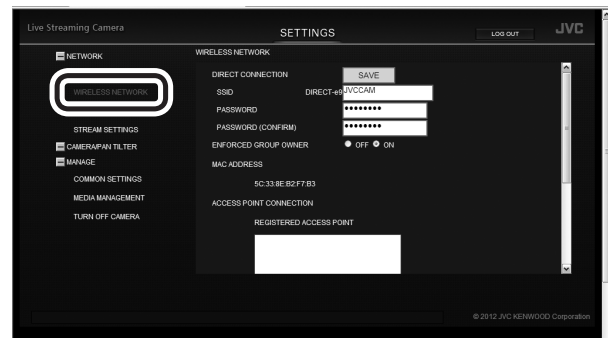 Live Streaming Camera
SETTINGS
LOG OUT
JVC
NETWORK
WIRELESS NETWORK
STREAM SETTINGS
CAMERA/PAN TILTER
MANAGE
COMMON SETTINGS
MEDIA MANAGEMENT
TURN OFF CAMERA
WIRELESS NETWORK
DIRECT CONNECTION SAVE
SSID DIRECT-e9 JVCCAM
PASSWORD ••••••••
PASSWORD (CONFIRM) ••••••••
ENFORCED GROUP OWNER OFF ON
MAC ADDRESS
5C:33:8E:B2:F7:B3
ACCESS POINT CONNECTION
REGISTERED ACCESS POINT
© 2012 JVC KENWOOD Corporation